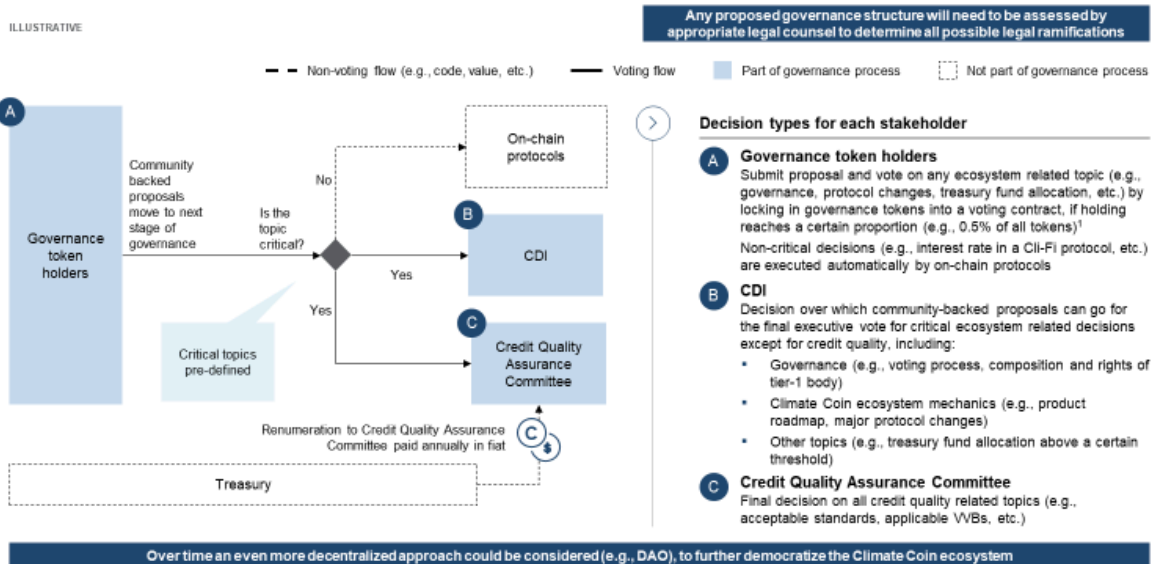 ILLUSTRATIVE
Any proposed governance structure will need to be assessed by
appropriate legal counsel to determine all possible legal ramifications
Non-voting flow (e.g., code, value, etc.)
Voting flow
Part of governance process
Not part of governance process
A
Governance
token
holders
Community
backed
proposals
move to next
stage of
governance
Is the
topic
critical?
No
Yes
Yes
Critical topics
pre-defined
On-chain
protocols
B
CDI
C
Credit Quality
Assurance
Committee
Renumeration to Credit Quality Assurance
Committee paid annually in fiat
C
$
Treasury
Decision types for each stakeholder
A
Governance token holders
Submit proposal and vote on any ecosystem related topic (e.g.,
governance, protocol changes, treasury fund allocation, etc.) by
locking in governance tokens into a voting contract, if holding
reaches a certain proportion (e.g., 0.5% of all tokens)¹
Non-critical decisions (e.g., interest rate in a Cli-Fi protocol, etc.)
are executed automatically by on-chain protocols
B
CDI
Decision over which community-backed proposals can go for
the final executive vote for critical ecosystem related decisions
except for credit quality, including:
▪ Governance (e.g., voting process, composition and rights of
tier-1 body)
▪ Climate Coin ecosystem mechanics (e.g., product
roadmap, major protocol changes)
▪ Other topics (e.g., treasury fund allocation above a certain
threshold)
C
Credit Quality Assurance Committee
Final decision on all credit quality related topics (e.g.,
acceptable standards, applicable VVBs, etc.)
Over time an even more decentralized approach could be considered (e.g., DAO), to further democratize the Climate Coin ecosystem